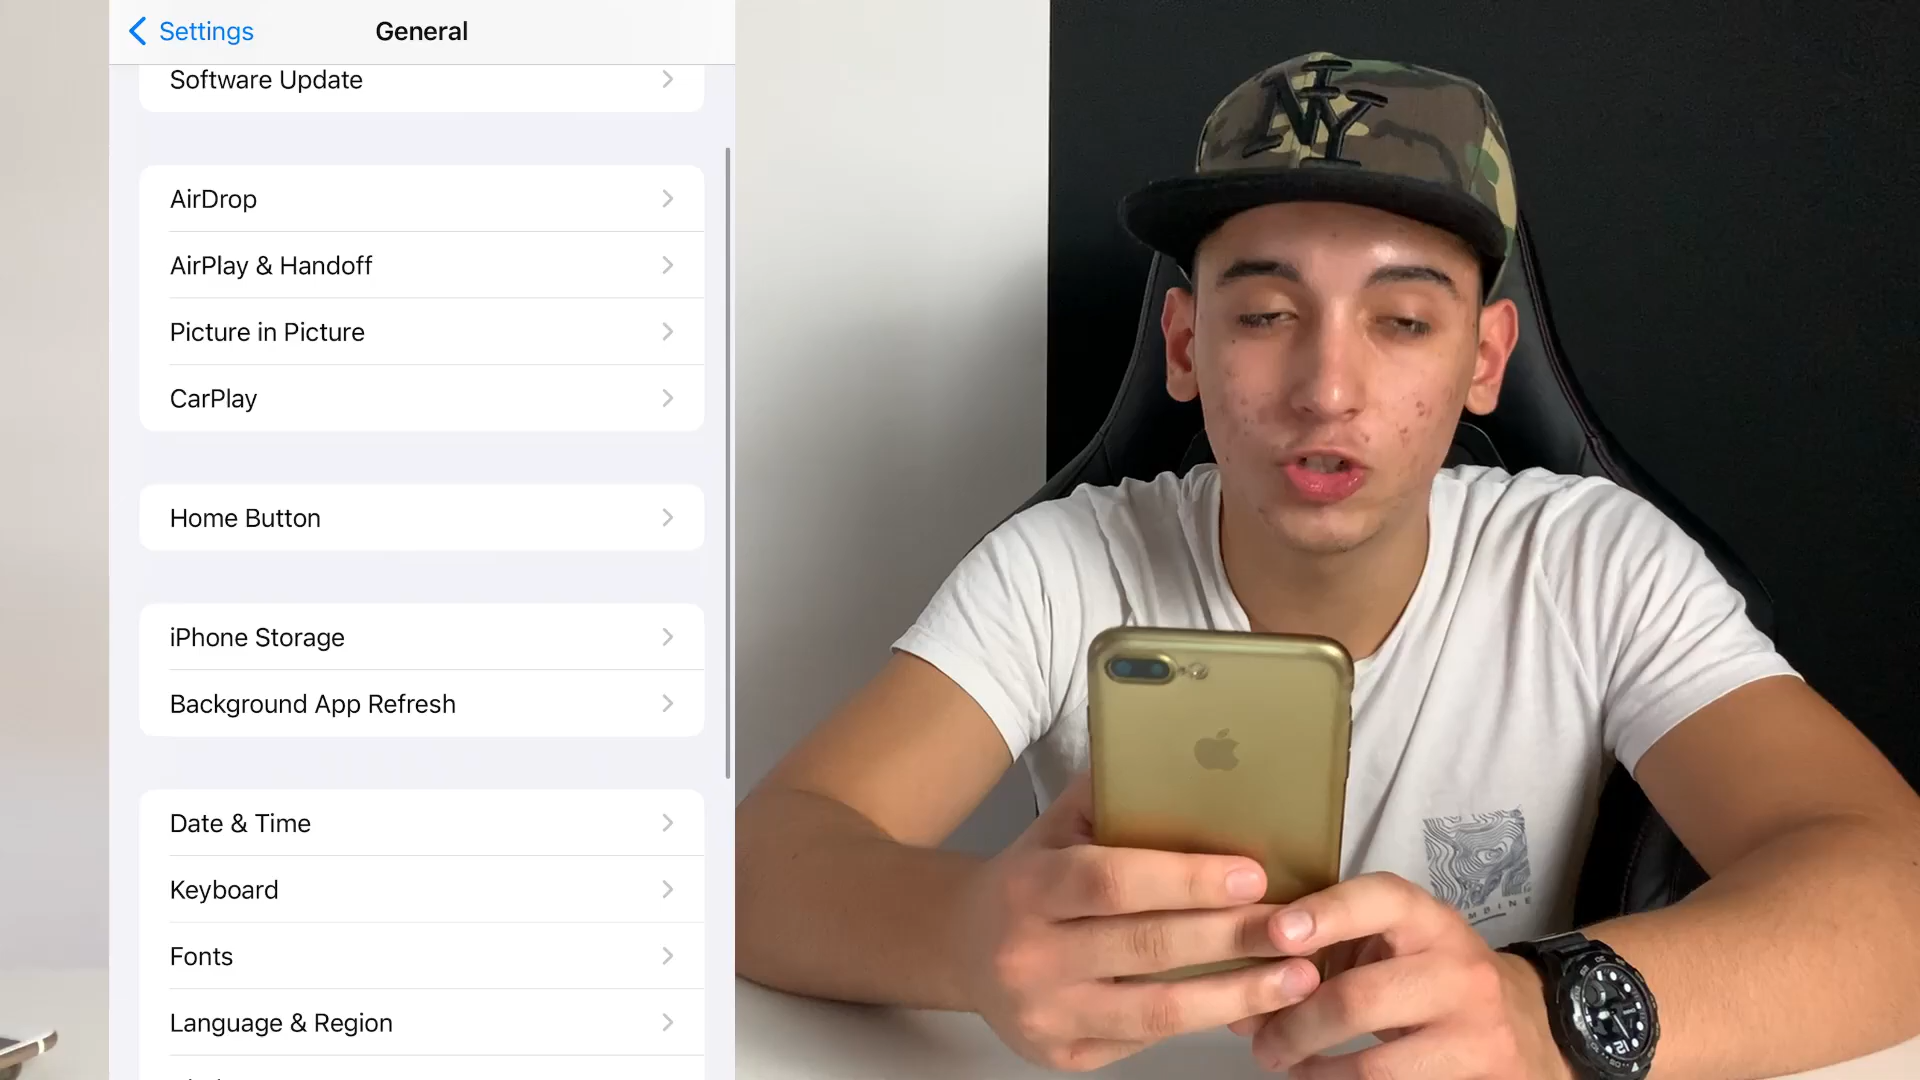 Settings
General
Software Update
AirDrop
AirPlay & Handoff
Picture in Picture
CarPlay
Home Button
iPhone Storage
Background App Refresh
Date & Time
Keyboard
Fonts
Language & Region
NY